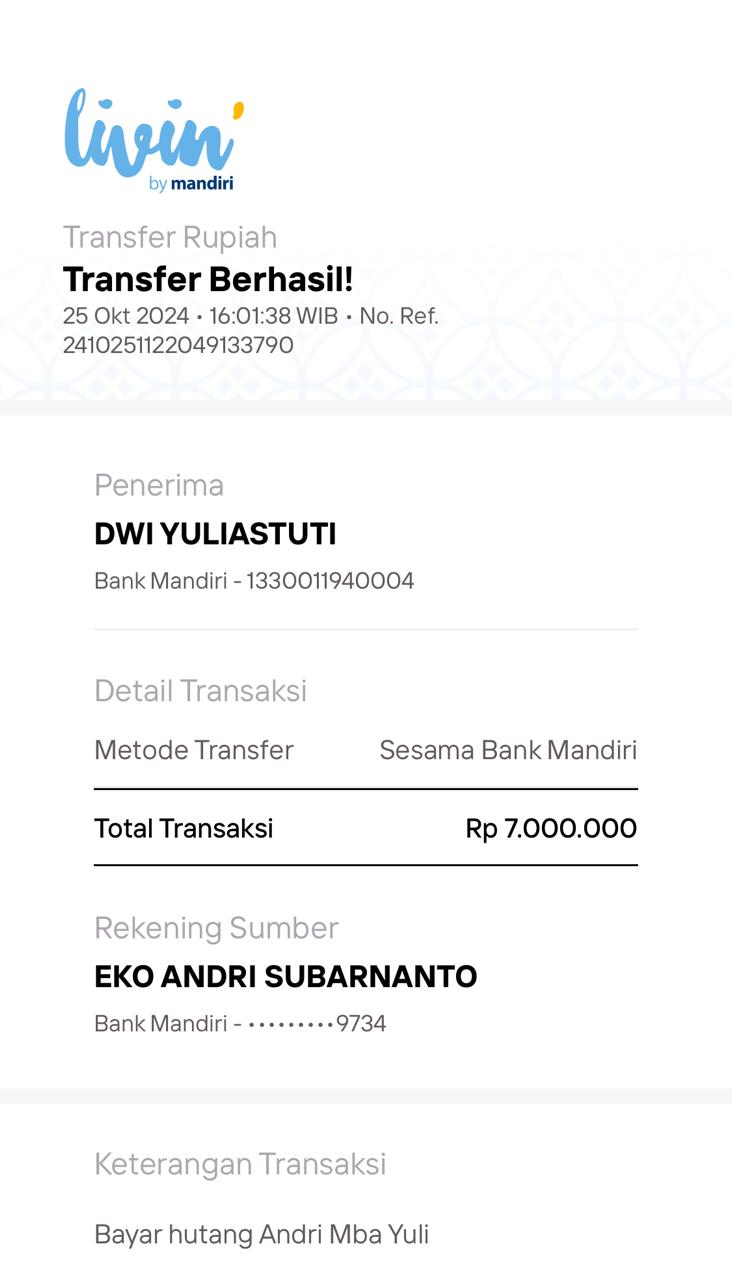 livin'
by mandiri
Transfer Rupiah
Transfer Berhasil!
25 Okt 2024 • 16:01:38 WIB • No. Ref.
2410251122049133790
Penerima
DWI YULIASTUTI
Bank Mandiri - 1330011940004
Detail Transaksi
Metode Transfer Sesama Bank Mandiri
Total Transaksi Rp 7.000.000
Rekening Sumber
EKO ANDRI SUBARNANTO
Bank Mandiri - •••••••••9734
Keterangan Transaksi
Bayar hutang Andri Mba Yuli